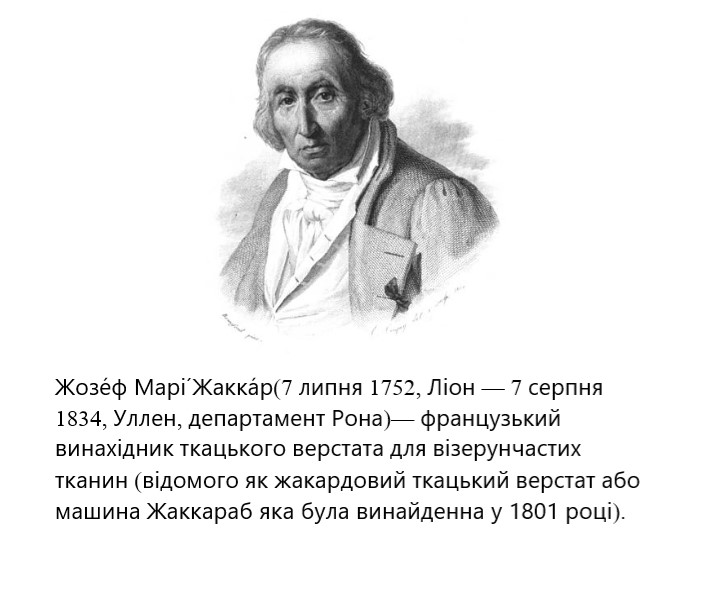 Жозе́ф Марі´Жакка́р(7 липня 1752, Ліон — 7 серпня
1834, Уллен, департамент Рона)— французький
винахідник ткацького верстата для візерунчастих
тканин (відомого як жакардовий ткацький верстат або
машина Жаккараб яка була винайденна у 1801 році).